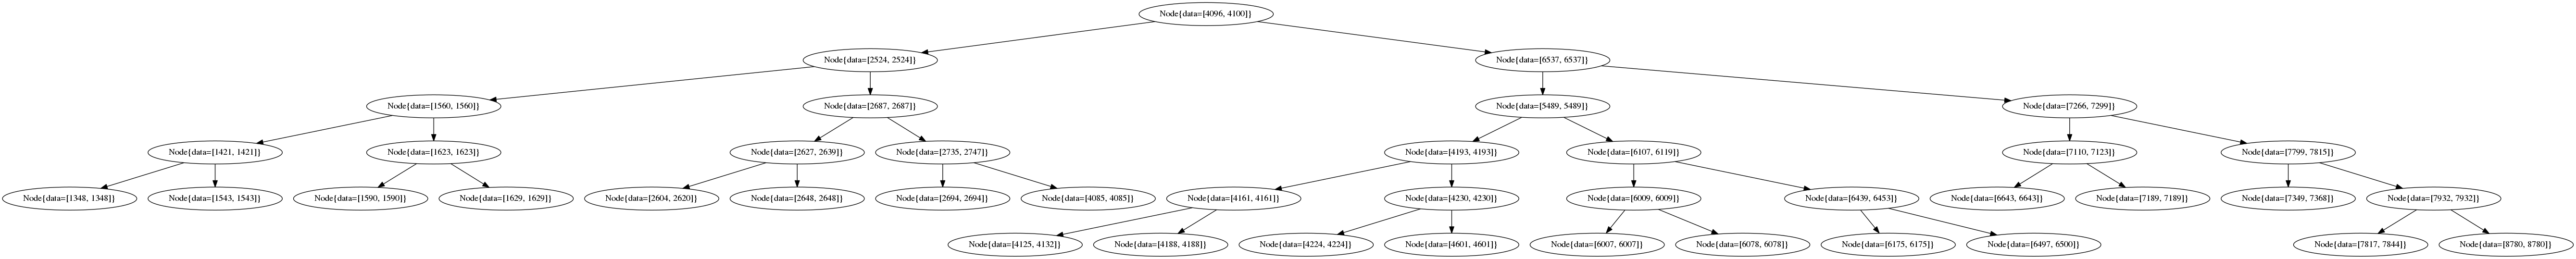 Node{data=[4096, 4100]}
Node{data=[2524, 2524]}
Node{data=[6537, 6537]}
Node{data=[1560, 1560]}
Node{data=[2687, 2687]}
Node{data=[5489, 5489]}
Node{data=[7266, 7299]}
Node{data=[1421, 1421]}
Node{data=[1623, 1623]}
Node{data=[2627, 2639]}
Node{data=[2735, 2747]}
Node{data=[4193, 4193]}
Node{data=[6107, 6119]}
Node{data=[7110, 7123]}
Node{data=[7799, 7815]}
Node{data=[1348, 1348]}
Node{data=[1543, 1543]}
Node{data=[1590, 1590]}
Node{data=[1629, 1629]}
Node{data=[2604, 2620]}
Node{data=[2648, 2648]}
Node{data=[2694, 2694]}
Node{data=[4085, 4085]}
Node{data=[4161, 4161]}
Node{data=[4230, 4230]}
Node{data=[6009, 6009]}
Node{data=[6439, 6453]}
Node{data=[6643, 6643]}
Node{data=[7189, 7189]}
Node{data=[7349, 7368]}
Node{data=[7932, 7932]}
Node{data=[4125, 4132]}
Node{data=[4188, 4188]}
Node{data=[4224, 4224]}
Node{data=[4601, 4601]}
Node{data=[6007, 6007]}
Node{data=[6078, 6078]}
Node{data=[6175, 6175]}
Node{data=[6497, 6500]}
Node{data=[7817, 7844]}
Node{data=[8780, 8780]}